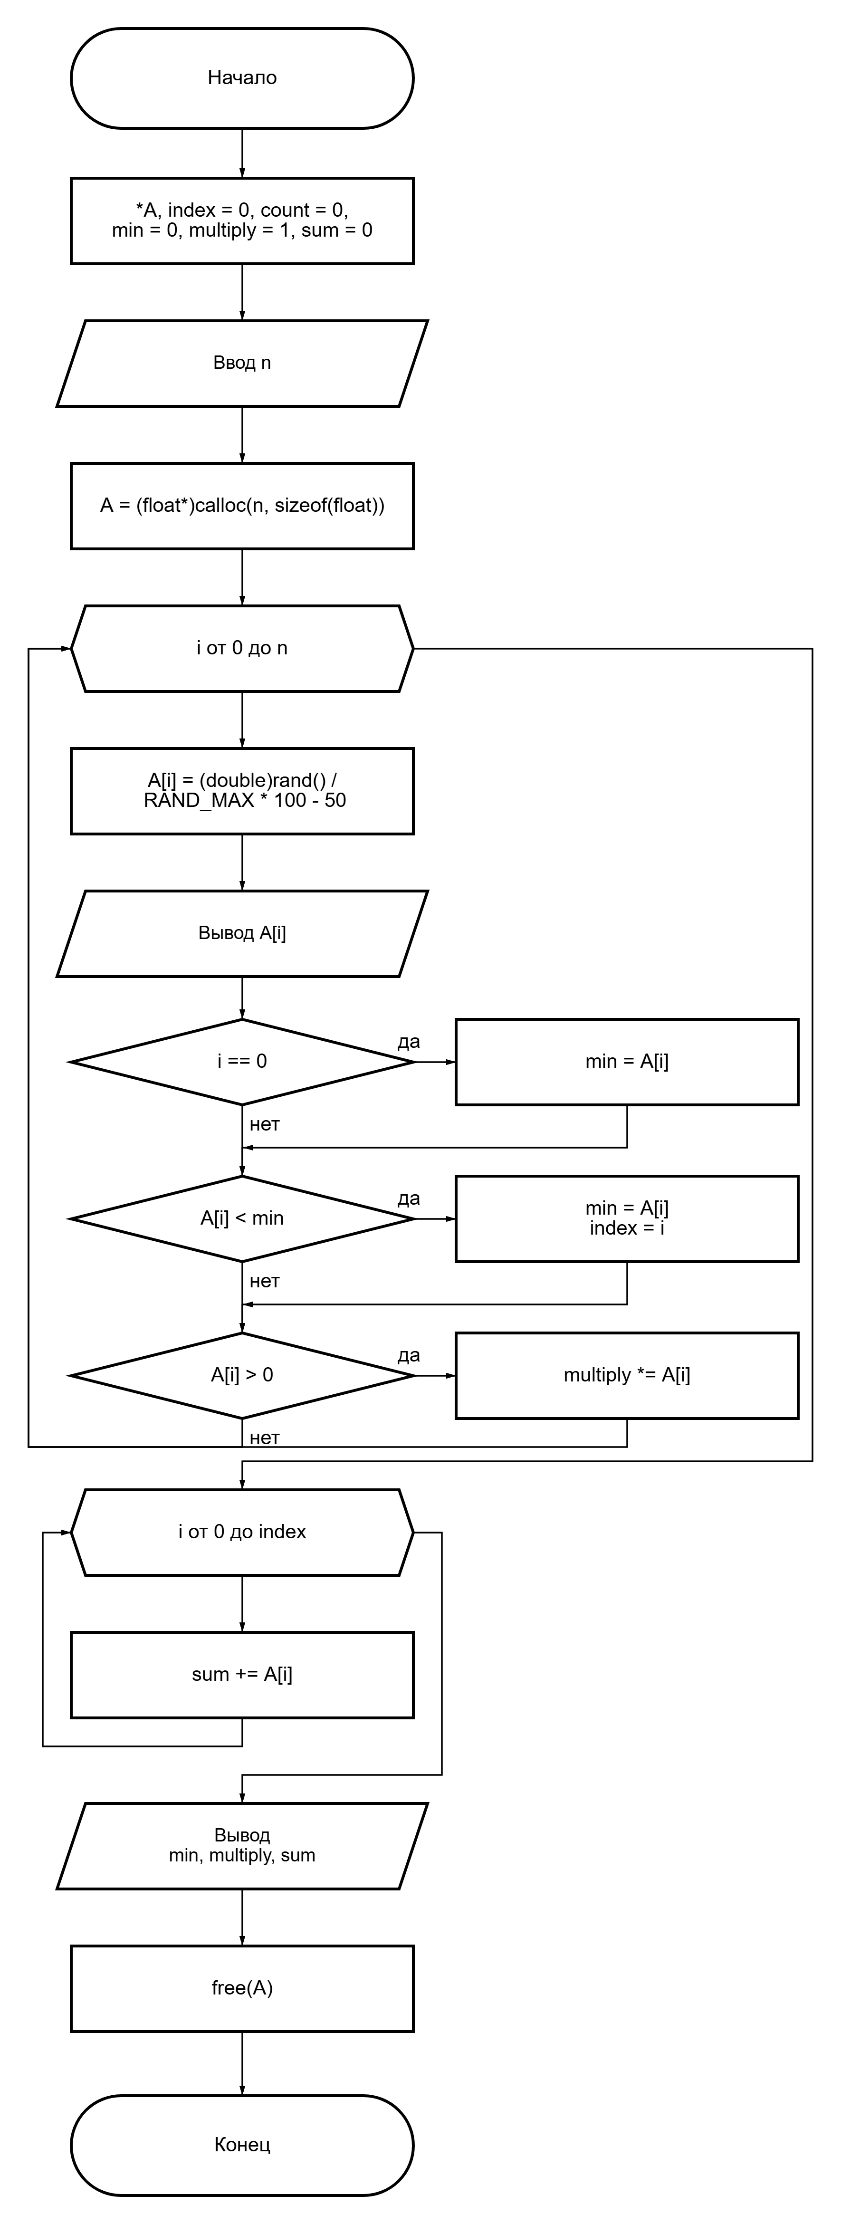 Начало
*A, index = 0, count = 0,
min = 0, multiply = 1, sum = 0
Ввод n
A = (float*)calloc(n, sizeof(float))
i от 0 до n
A[i] = (double)rand() /
RAND_MAX * 100 - 50
Вывод A[i]
i == 0
да
min = A[i]
нет
A[i] < min
да
min = A[i]
index = i
нет
A[i] > 0
да
multiply *= A[i]
нет
i от 0 до index
sum += A[i]
Вывод
min, multiply, sum
free(A)
Конец